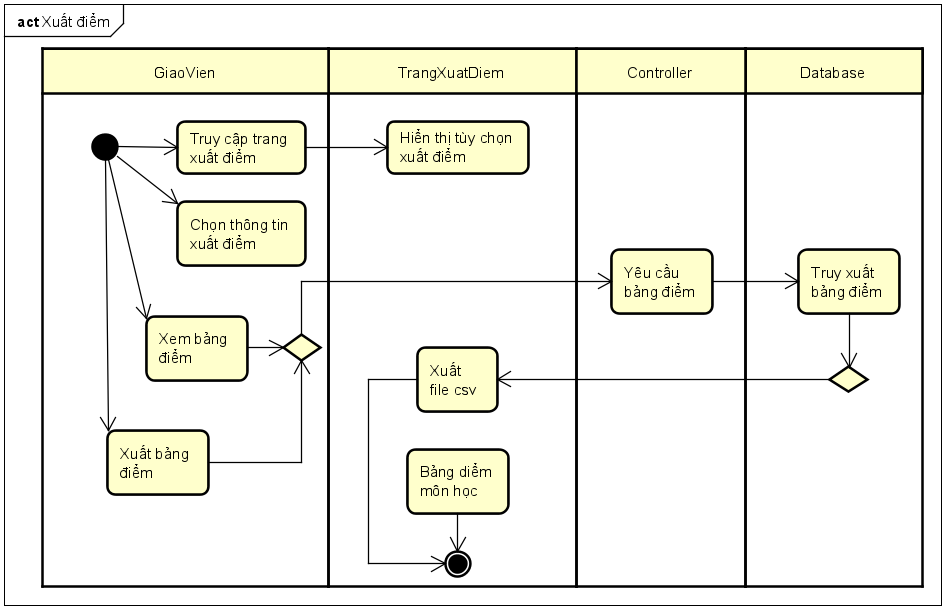 act Xuất điểm
GiaoVien
TrangXuatDiem
Controller
Database
Truy cập trang
xuất điểm
Hiển thị tùy chọn
xuất điểm
Chọn thông tin
xuất điểm
Yêu cầu
bảng điểm
Truy xuất
bảng điểm
Xem bảng
điểm
Xuất
file csv
Xuất bảng
điểm
Bảng diểm
môn học